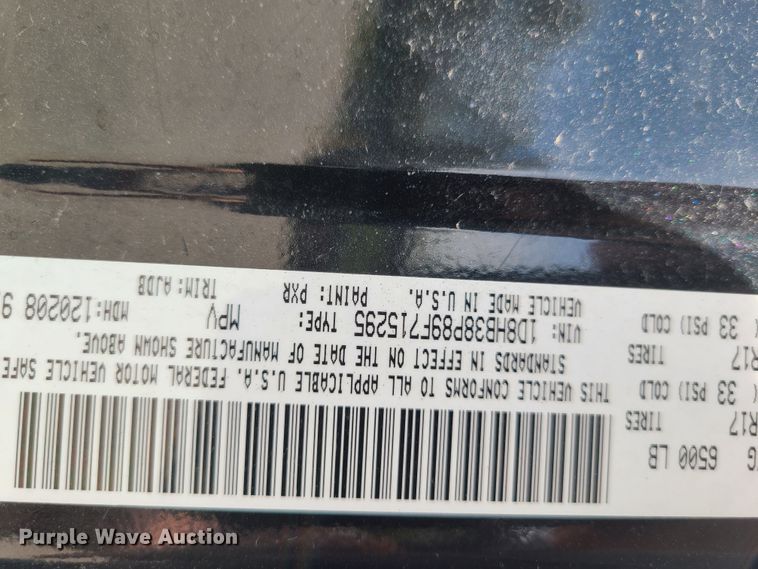 G 6500 LB
R17 TIRES
( 33 PSI) COLD
R17 TIRES
( 33 PSI) COLD
THIS VEHICLE CONFORMS TO ALL APPLICABLE U.S.A. FEDERAL MOTOR VEHICLE SAFE
STANDARDS IN EFFECT ON THE DATE OF MANUFACTURE SHOWN ABOVE.
VIN: 1D8HB38P89F715295 TYPE: MPV MDH:120208 9
VEHICLE MADE IN U.S.A. PAINT: PXR TRIM: AJDB
Purple Wave Auction